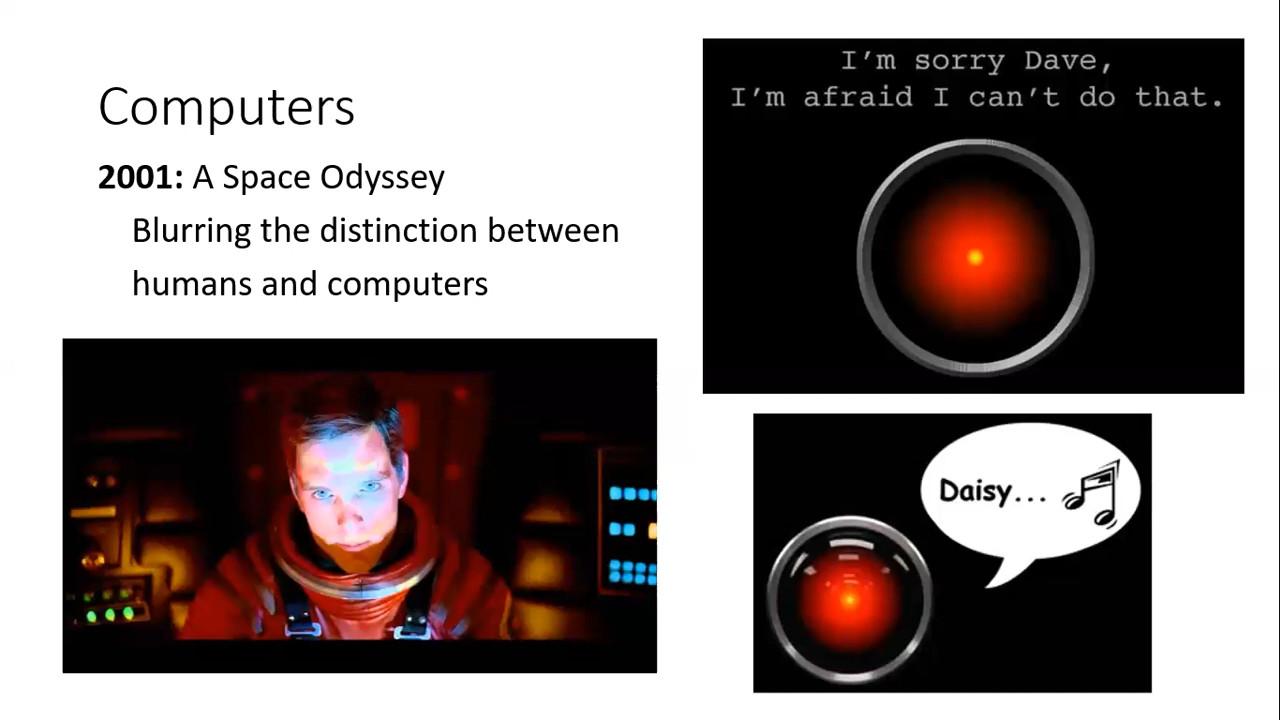 Computers
2001: A Space Odyssey
Blurring the distinction between
humans and computers
I'm sorry Dave,
I'm afraid I can't do that.
Daisy...